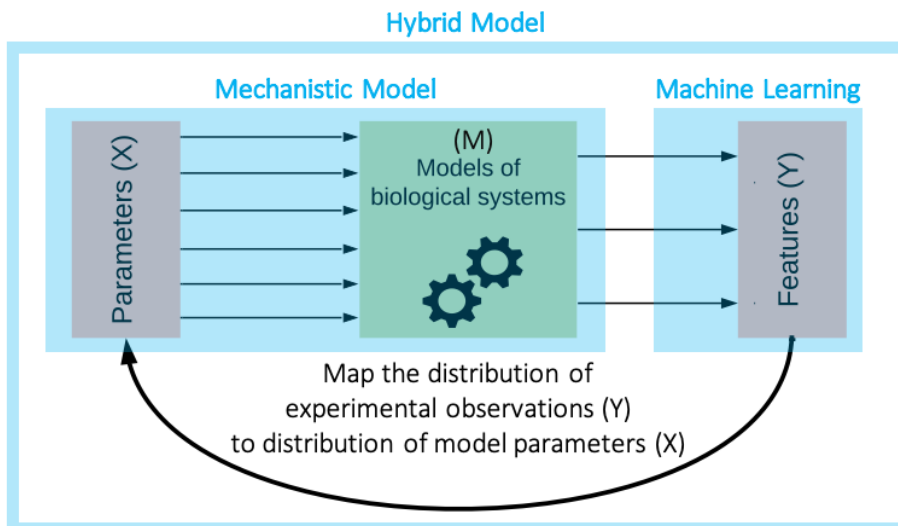 Hybrid Model
Mechanistic Model
Machine Learning
Parameters (X)
(M)
Models of
biological systems
Features (Y)
Map the distribution of
experimental observations (Y)
to distribution of model parameters (X)